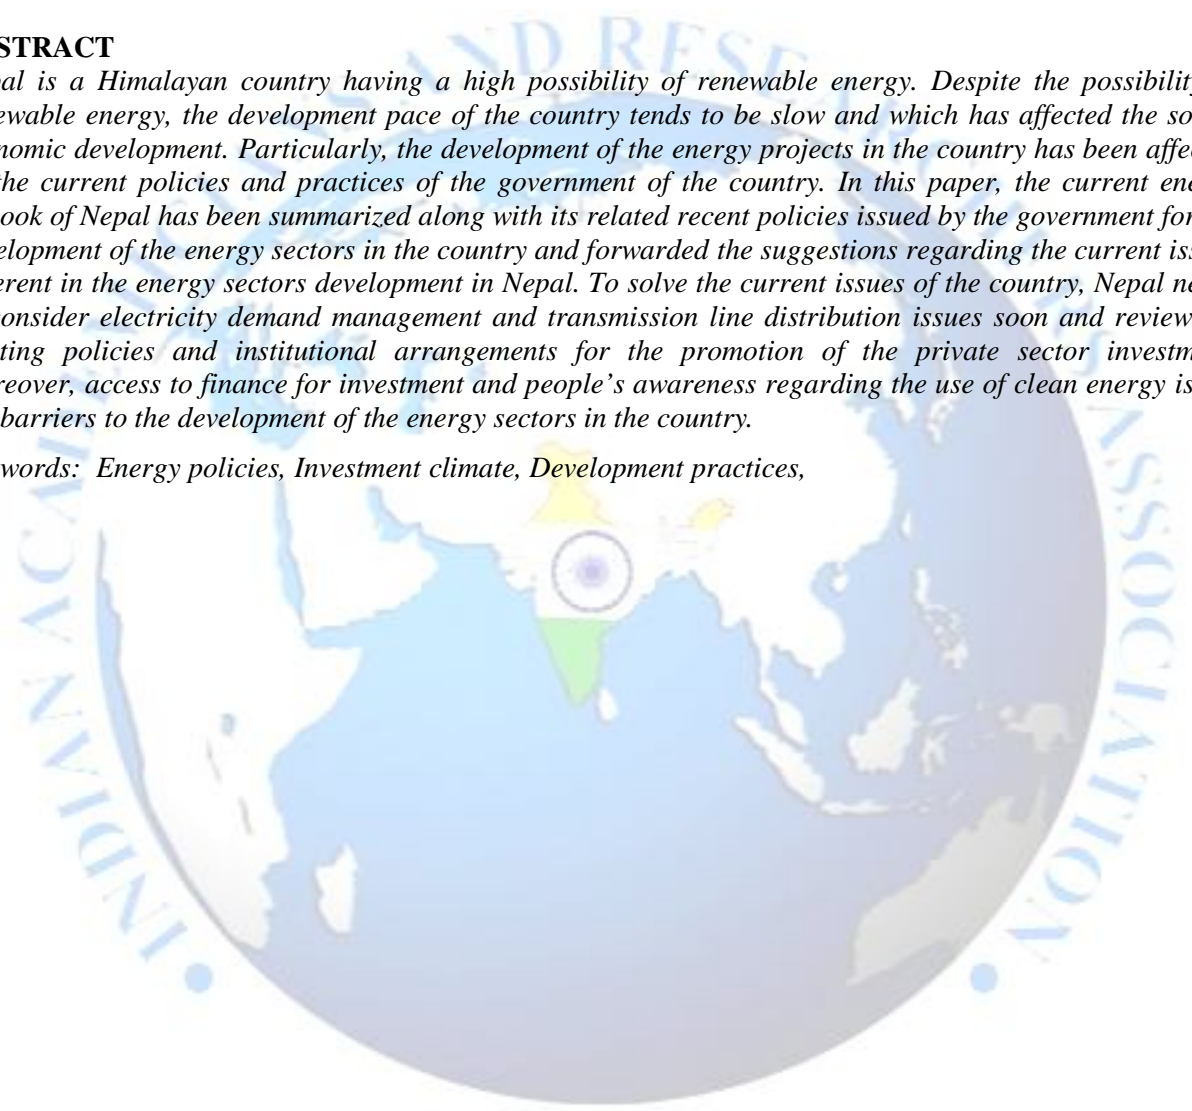 STRACT
al is a Himalayan country having a high possibility of renewable energy. Despite the possibility
ewable energy, the development pace of the country tends to be slow and which has affected the so
nomic development. Particularly, the development of the energy projects in the country has been affe
the current policies and practices of the government of the country. In this paper, the current ene
ook of Nepal has been summarized along with its related recent policies issued by the government for
elopment of the energy sectors in the country and forwarded the suggestions regarding the current iss
erent in the energy sectors development in Nepal. To solve the current issues of the country, Nepal ne
onsider electricity demand management and transmission line distribution issues soon and review
ting policies and institutional arrangements for the promotion of the private sector investm
reover, access to finance for investment and people’s awareness regarding the use of clean energy is
barriers to the development of the energy sectors in the country.
words: Energy policies, Investment climate, Development practices,
INDIAN ACADEMICIANS AND RESEARCHERS ASSOCIATION